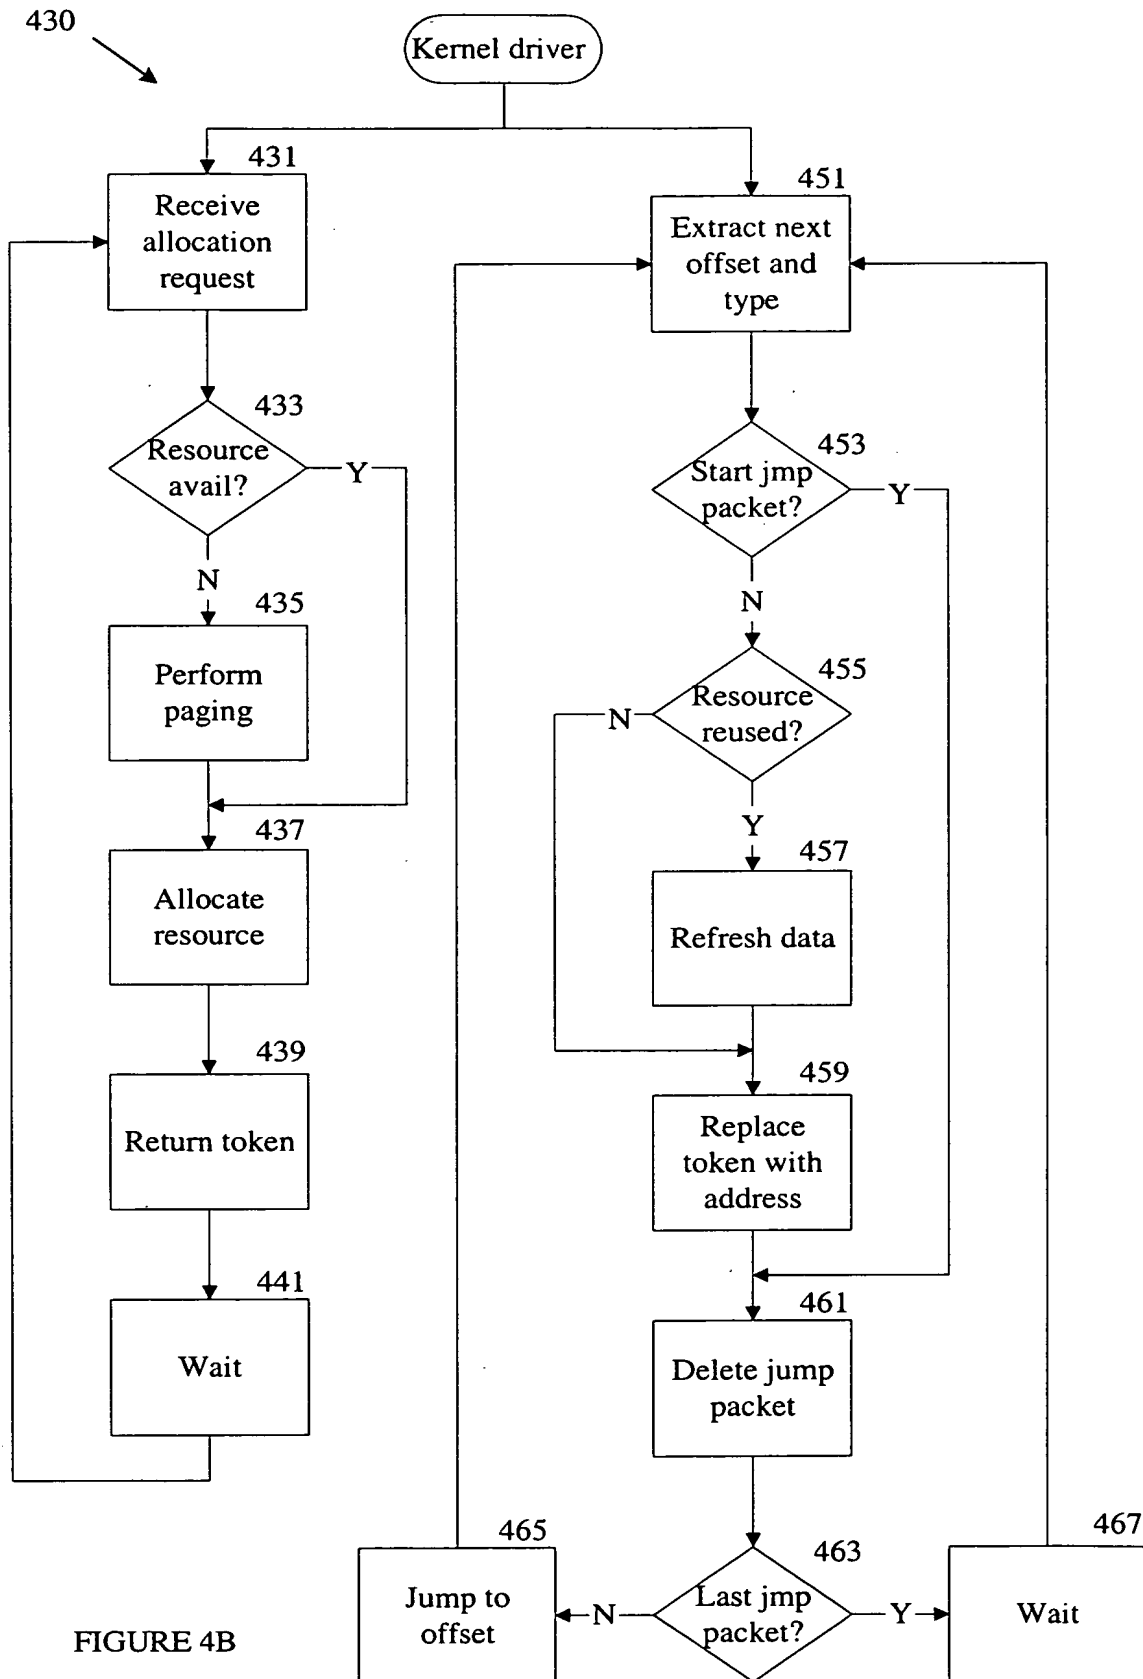 430
Kernel driver
431
Receive
allocation
request
433
Resource
avail?
Y
N
435
Perform
paging
437
Allocate
resource
439
Return token
441
Wait
451
Extract next
offset and
type
453
Start jmp
packet?
Y
N
455
Resource
reused?
N
Y
457
Refresh data
459
Replace
token with
address
461
Delete jump
packet
463
Last jmp
packet?
N
Y
465
Jump to
offset
467
Wait
FIGURE 4B